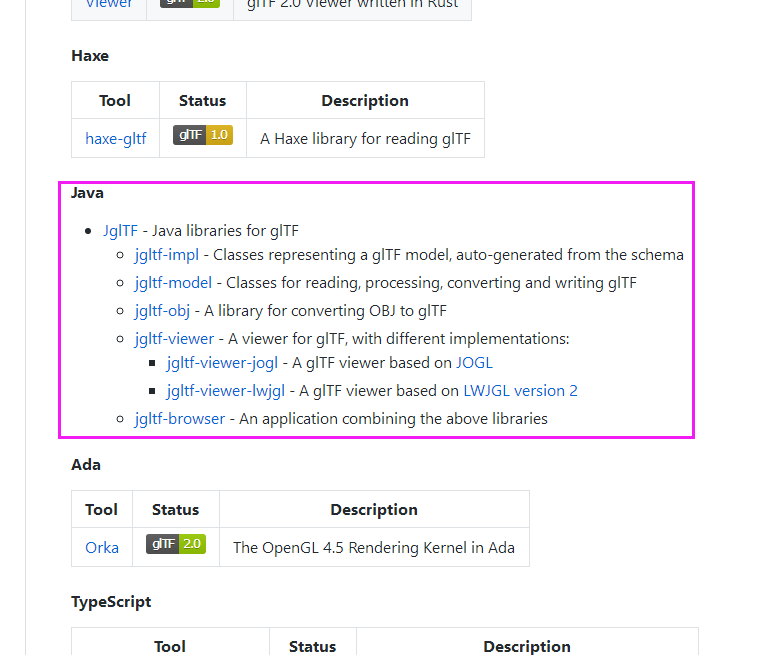 Viewer glTF 2.0 glTF 2.0 Viewer written in Rust
Haxe
Tool Status Description
haxe-gltf glTF 1.0 A Haxe library for reading glTF
Java
JglTF - Java libraries for glTF
jgltf-impl - Classes representing a glTF model, auto-generated from the schema
jgltf-model - Classes for reading, processing, converting and writing glTF
jgltf-obj - A library for converting OBJ to glTF
jgltf-viewer - A viewer for glTF, with different implementations:
jgltf-viewer-jogl - A glTF viewer based on JOGL
jgltf-viewer-lwjgl - A glTF viewer based on LWJGL version 2
jgltf-browser - An application combining the above libraries
Ada
Tool Status Description
Orka glTF 2.0 The OpenGL 4.5 Rendering Kernel in Ada
TypeScript
Tool Status Description